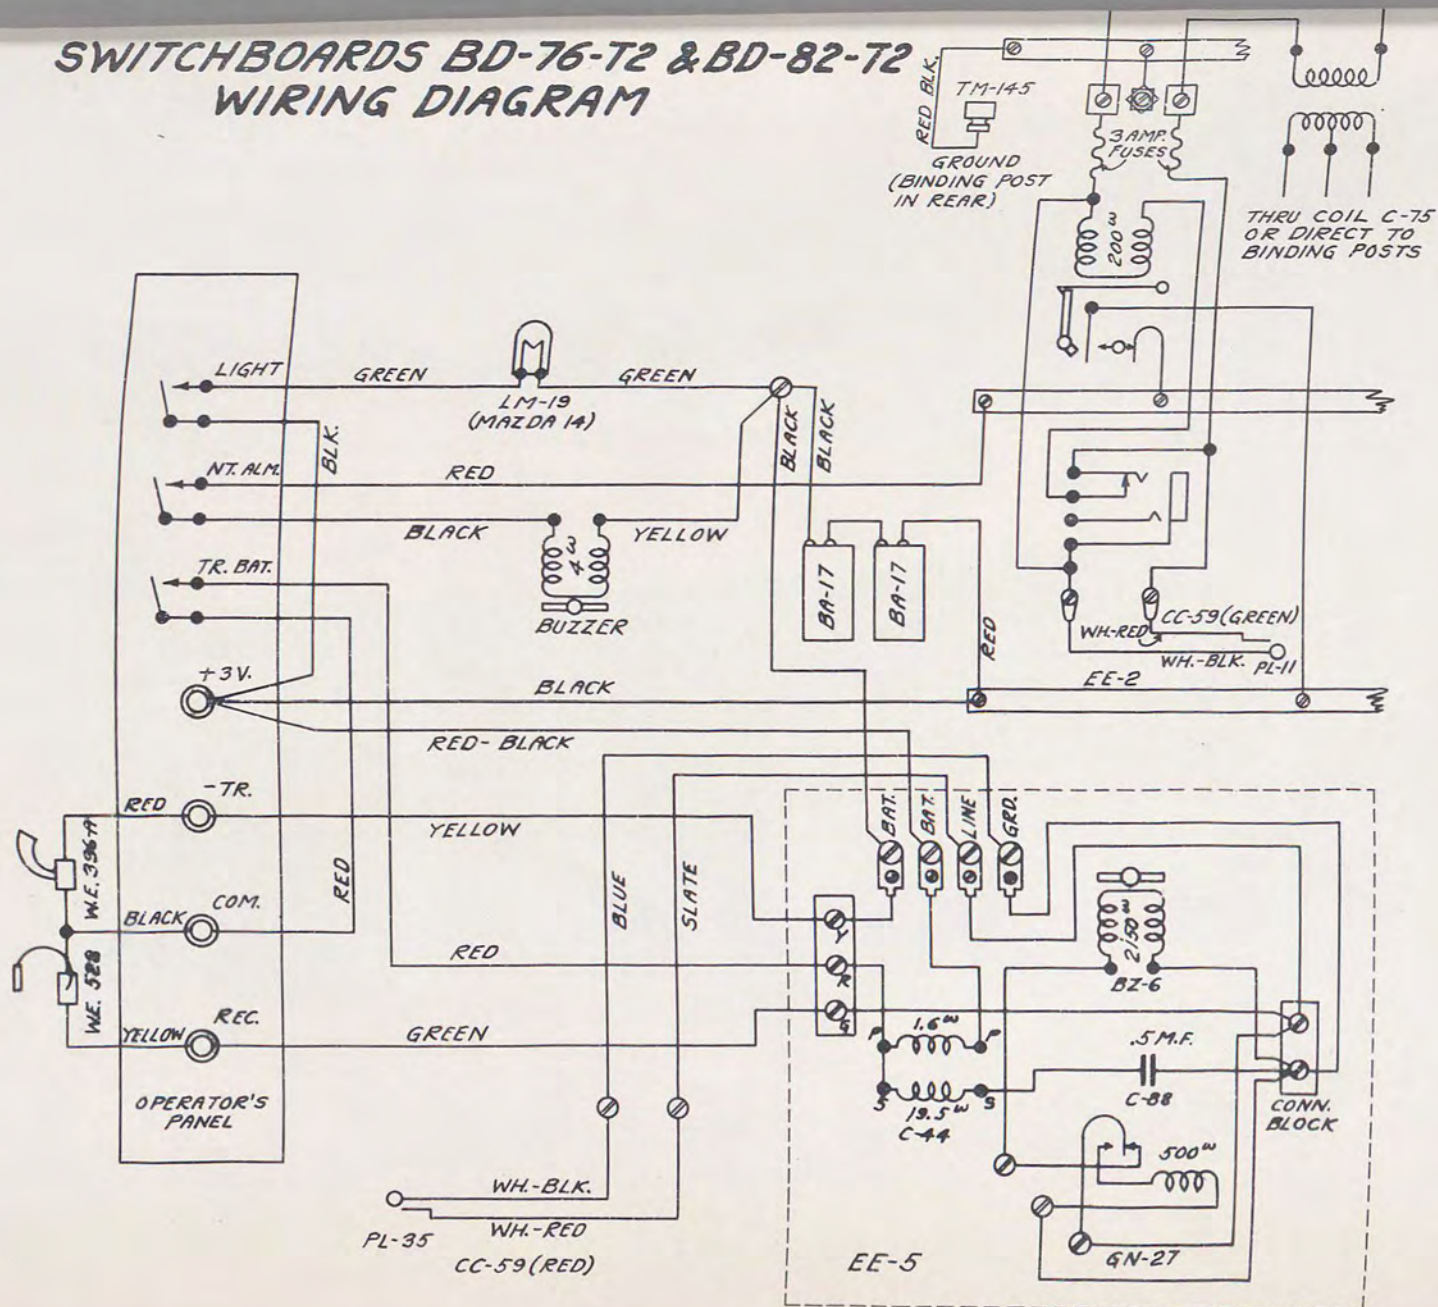 SWITCHBOARDS BD-76-T2 & BD-82-T2
WIRING DIAGRAM
RED BLK.
TM-145
GROUND
(BINDING POST
IN REAR)
3 AMP.
FUSES
200ω
THRU COIL C-75
OR DIRECT TO
BINDING POSTS
LIGHT
GREEN
LM-19
(MAZDA 14)
GREEN
BLK.
BLACK
BLACK
NT. ALM.
RED
BLACK
4ω
BUZZER
YELLOW
TR. BAT.
BA-17
BA-17
RED
CC-59 (GREEN)
WH-RED
WH.-BLK.
PL-11
EE-2
+3V.
BLACK
RED-BLACK
-TR.
RED
YELLOW
W.E. 396-A
RED
BLUE
SLATE
BAT.
BAT.
LINE
GRD.
COM.
BLACK
RED
W.E. 528
REC.
YELLOW
GREEN
Y
R
G
2150ω
BZ-6
P
1.6ω
P
S
19.5ω
S
C-44
.5 M.F.
C-88
CONN.
BLOCK
500ω
GN-27
OPERATOR'S
PANEL
WH.-BLK.
WH.-RED
PL-35
CC-59 (RED)
EE-5